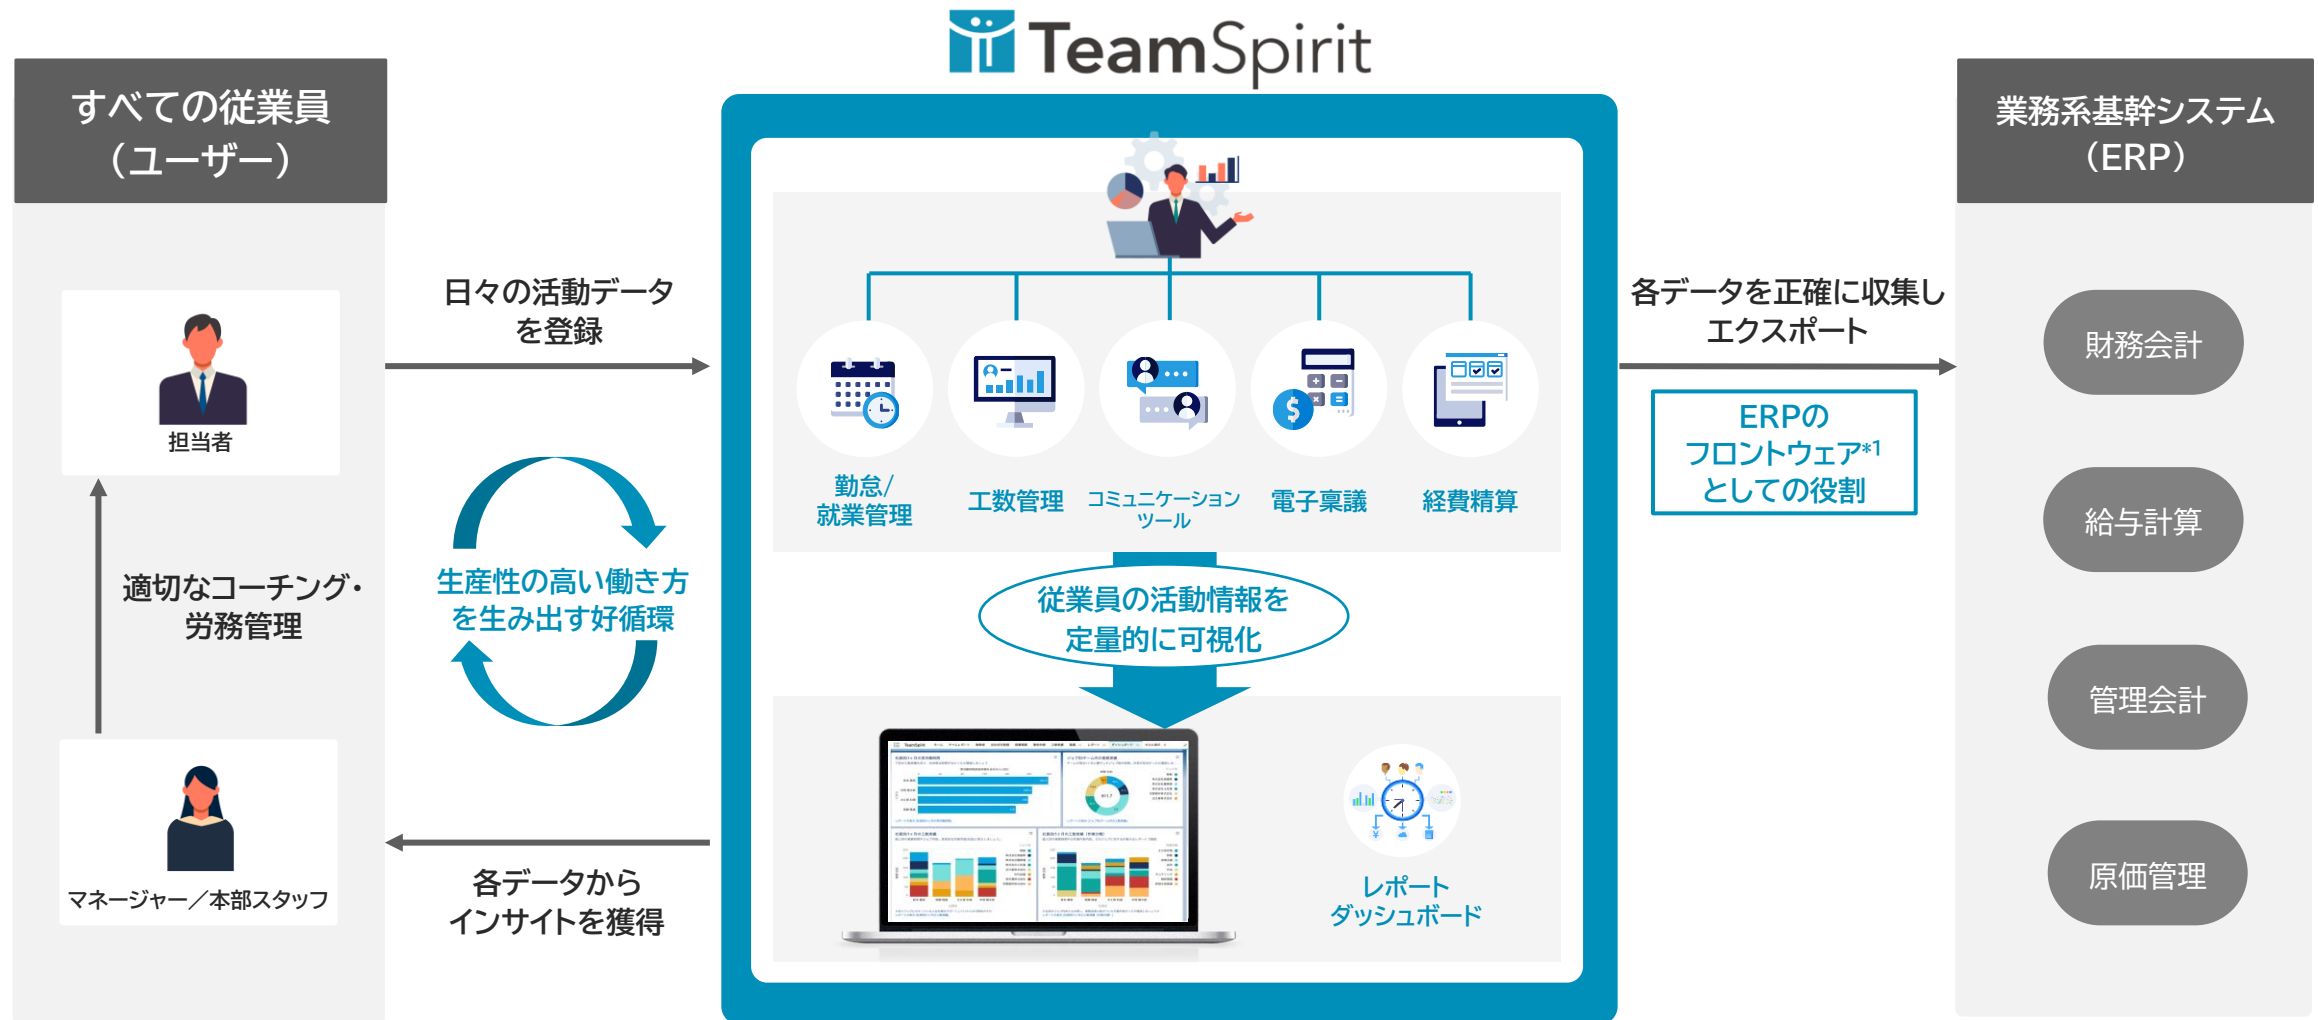 TeamSpirit
すべての従業員
（ユーザー）
担当者
適切なコーチング・
労務管理
マネージャー／本部スタッフ
日々の活動データ
を登録
生産性の高い働き方
を生み出す好循環
各データから
インサイトを獲得
勤怠/
就業管理
工数管理
コミュニケーション
ツール
電子稟議
経費精算
従業員の活動情報を
定量的に可視化
レポート
ダッシュボード
各データを正確に収集し
エクスポート
ERPの
フロントウェア*1
としての役割
業務系基幹システム
（ERP）
財務会計
給与計算
管理会計
原価管理